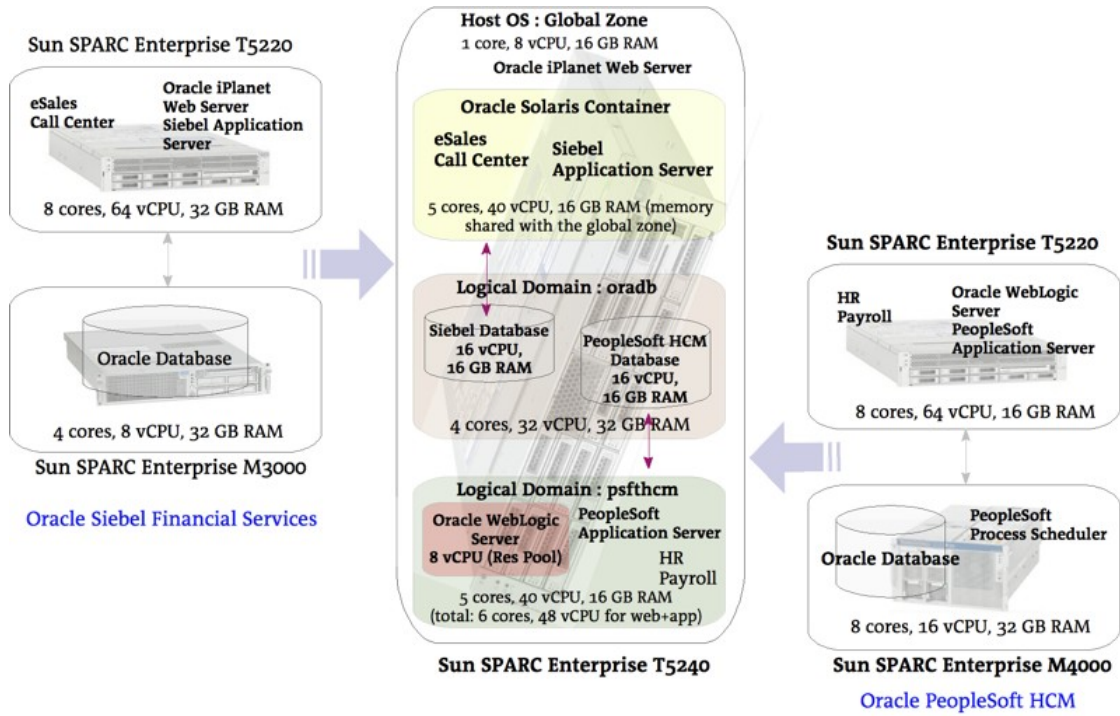 Sun SPARC Enterprise T5220
eSales
Call Center
Oracle iPlanet
Web Server
Siebel Application
Server
8 cores, 64 vCPU, 32 GB RAM
Oracle Database
4 cores, 8 vCPU, 32 GB RAM
Sun SPARC Enterprise M3000
Oracle Siebel Financial Services
Host OS : Global Zone
1 core, 8 vCPU, 16 GB RAM
Oracle iPlanet Web Server
Oracle Solaris Container
eSales
Call Center
Siebel
Application Server
5 cores, 40 vCPU, 16 GB RAM (memory
shared with the global zone)
Logical Domain : oradb
Siebel Database
16 vCPU,
16 GB RAM
PeopleSoft HCM
Database
16 vCPU,
16 GB RAM
4 cores, 32 vCPU, 32 GB RAM
Logical Domain : psfthcm
Oracle WebLogic
Server
8 vCPU (Res Pool)
PeopleSoft
Application Server
HR
Payroll
5 cores, 40 vCPU, 16 GB RAM
(total: 6 cores, 48 vCPU for web+app)
Sun SPARC Enterprise T5240
Sun SPARC Enterprise T5220
HR
Payroll
Oracle WebLogic
Server
PeopleSoft
Application Server
8 cores, 64 vCPU, 16 GB RAM
PeopleSoft
Process Scheduler
Oracle Database
8 cores, 16 vCPU, 32 GB RAM
Sun SPARC Enterprise M4000
Oracle PeopleSoft HCM